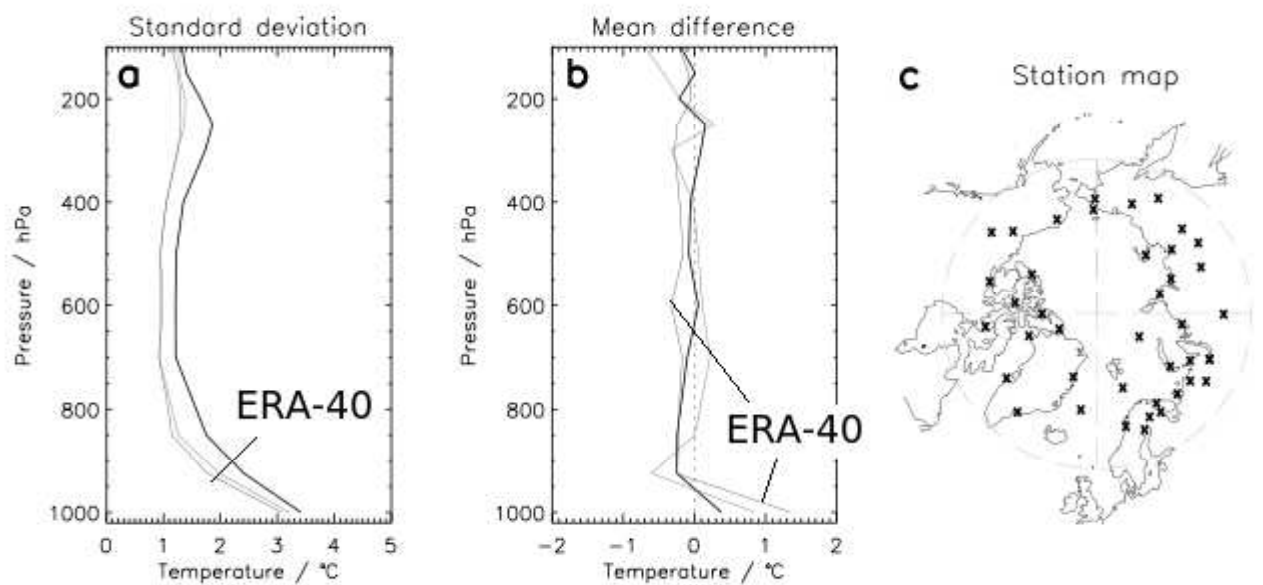 Standard deviation
a
200
400
600
800
1000
Pressure / hPa
ERA-40
0 1 2 3 4 5
Temperature / °C
Mean difference
b
200
400
600
800
1000
Pressure / hPa
ERA-40
-2 -1 0 1 2
Temperature / °C
c Station map